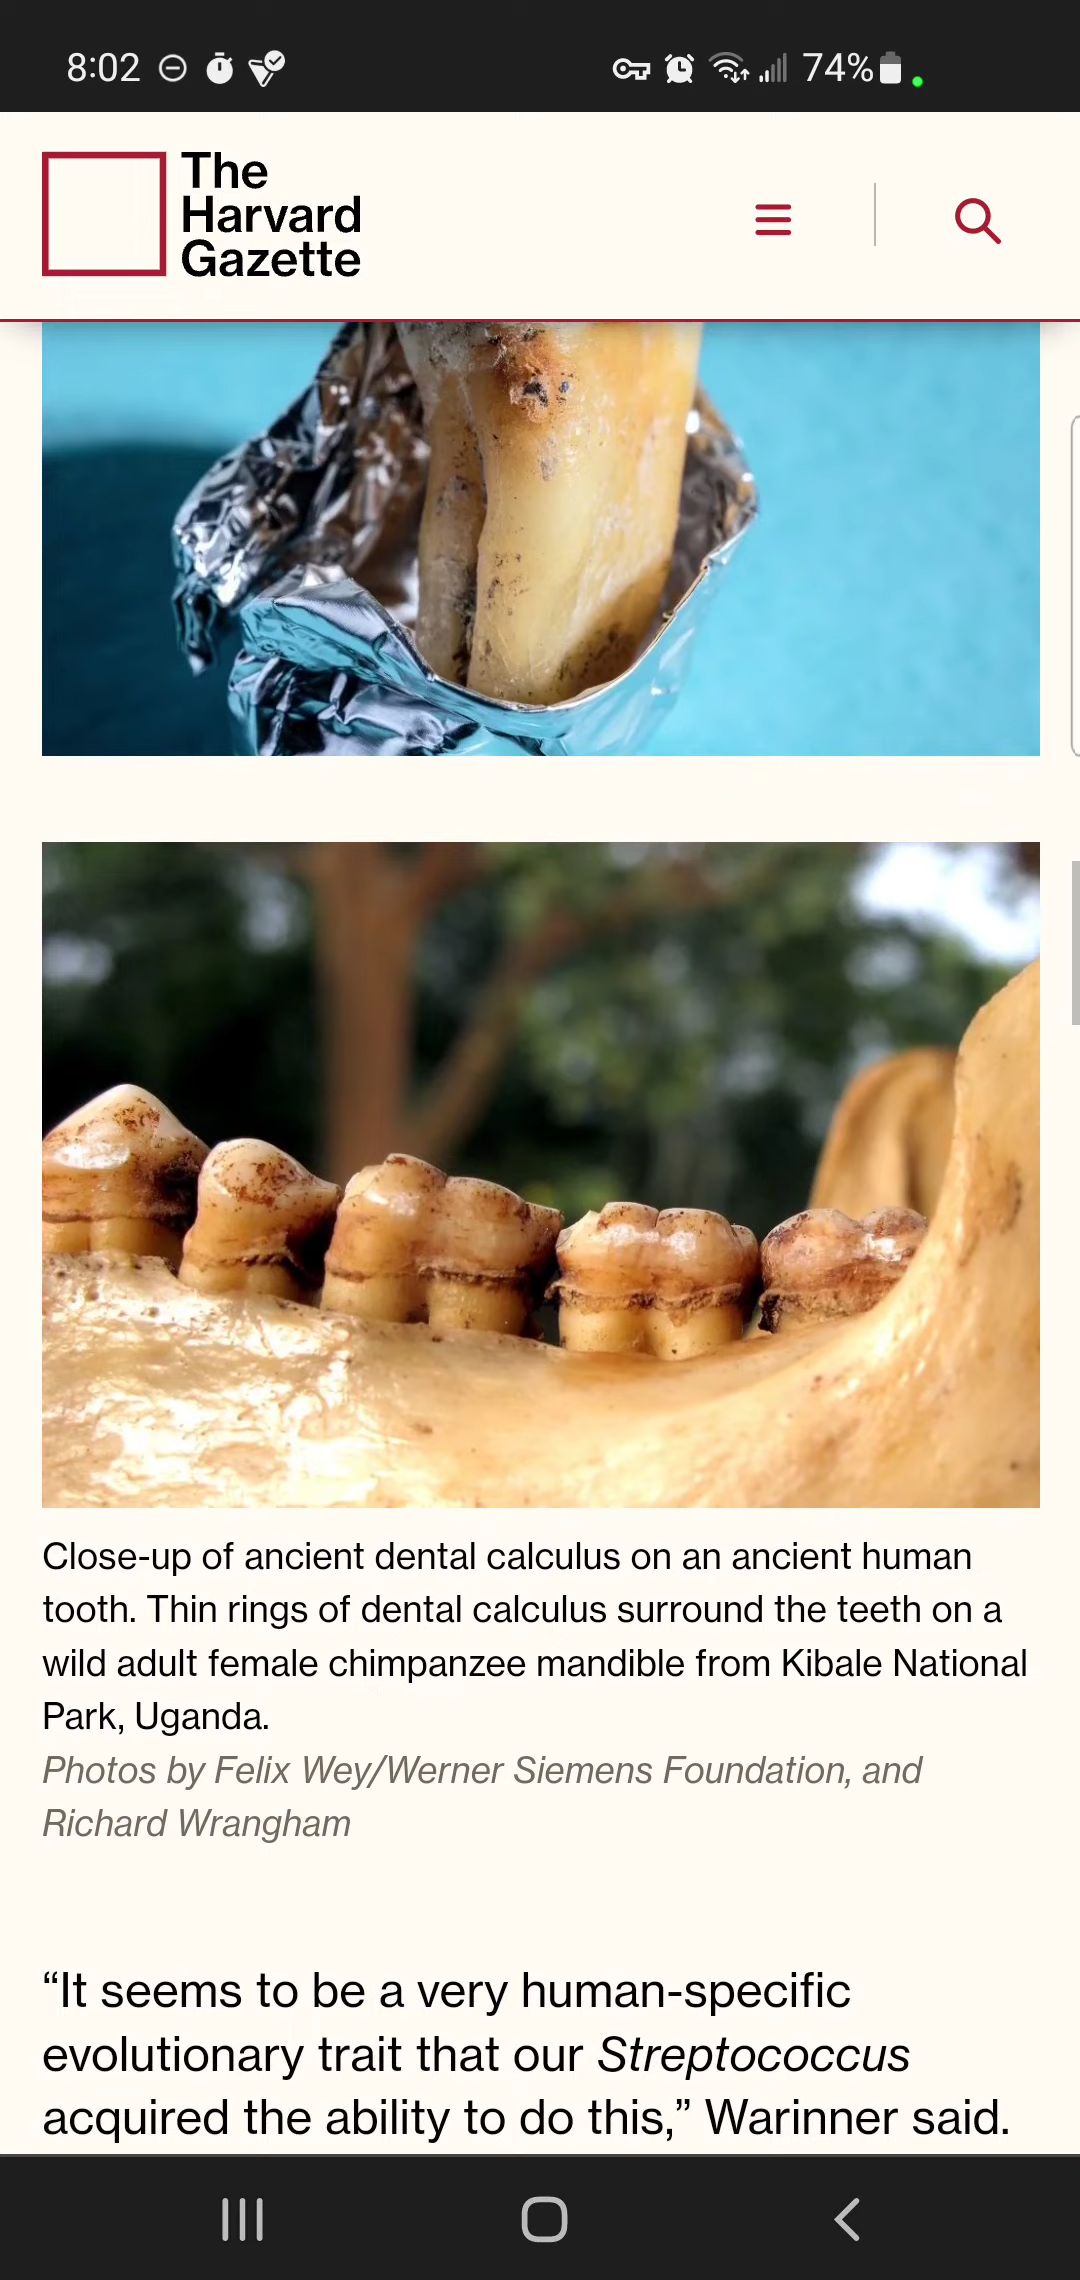 8:02
74%
The
Harvard
Gazette
Close-up of ancient dental calculus on an ancient human
tooth. Thin rings of dental calculus surround the teeth on a
wild adult female chimpanzee mandible from Kibale National
Park, Uganda.
Photos by Felix Wey/Werner Siemens Foundation, and
Richard Wrangham
“It seems to be a very human-specific
evolutionary trait that our Streptococcus
acquired the ability to do this,” Warinner said.